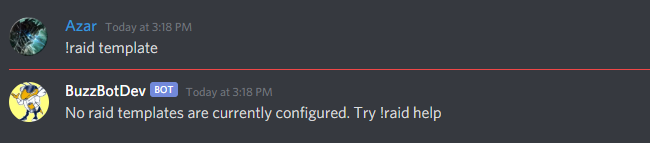 Azar Today at 3:18 PM
!raid template
BuzzBotDev BOT Today at 3:18 PM
No raid templates are currently configured. Try !raid help